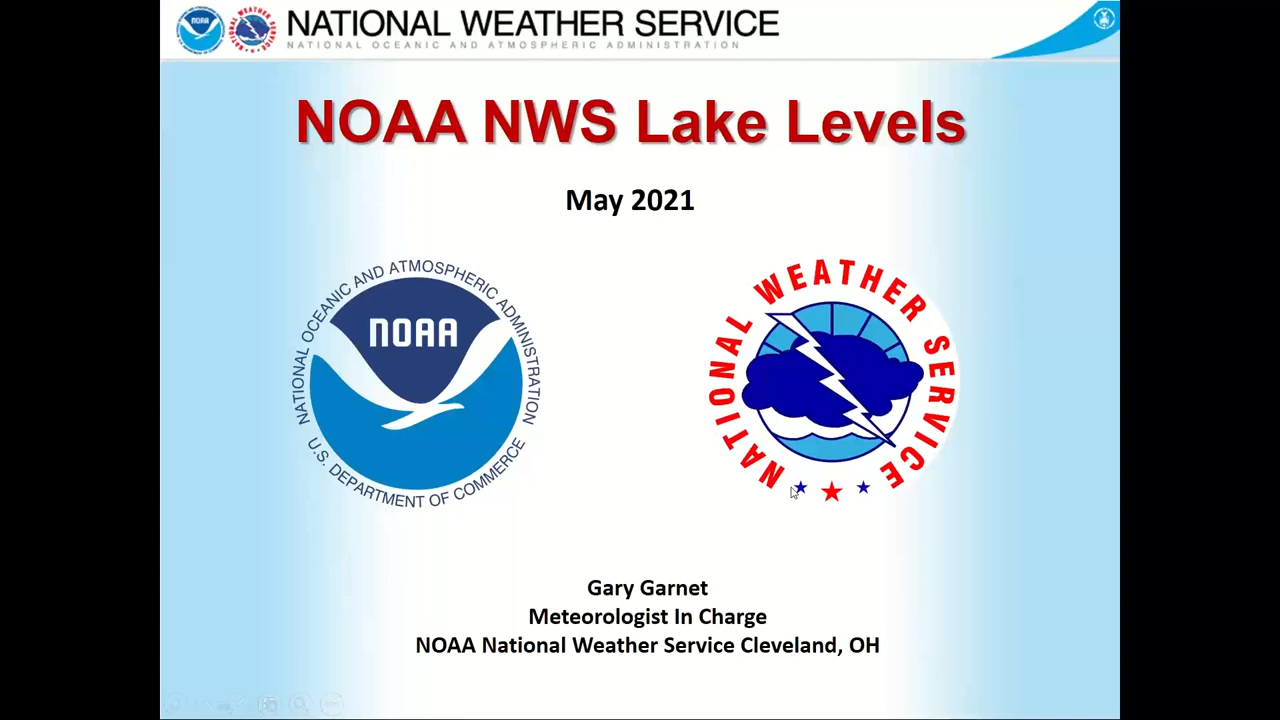 NOAA
NATIONAL WEATHER SERVICE
NATIONAL OCEANIC AND ATMOSPHERIC ADMINISTRATION
NOAA NWS Lake Levels
May 2021
NATIONAL OCEANIC AND ATMOSPHERIC ADMINISTRATION
NOAA
U.S. DEPARTMENT OF COMMERCE
NATIONAL WEATHER SERVICE
Gary Garnet
Meteorologist In Charge
NOAA National Weather Service Cleveland, OH